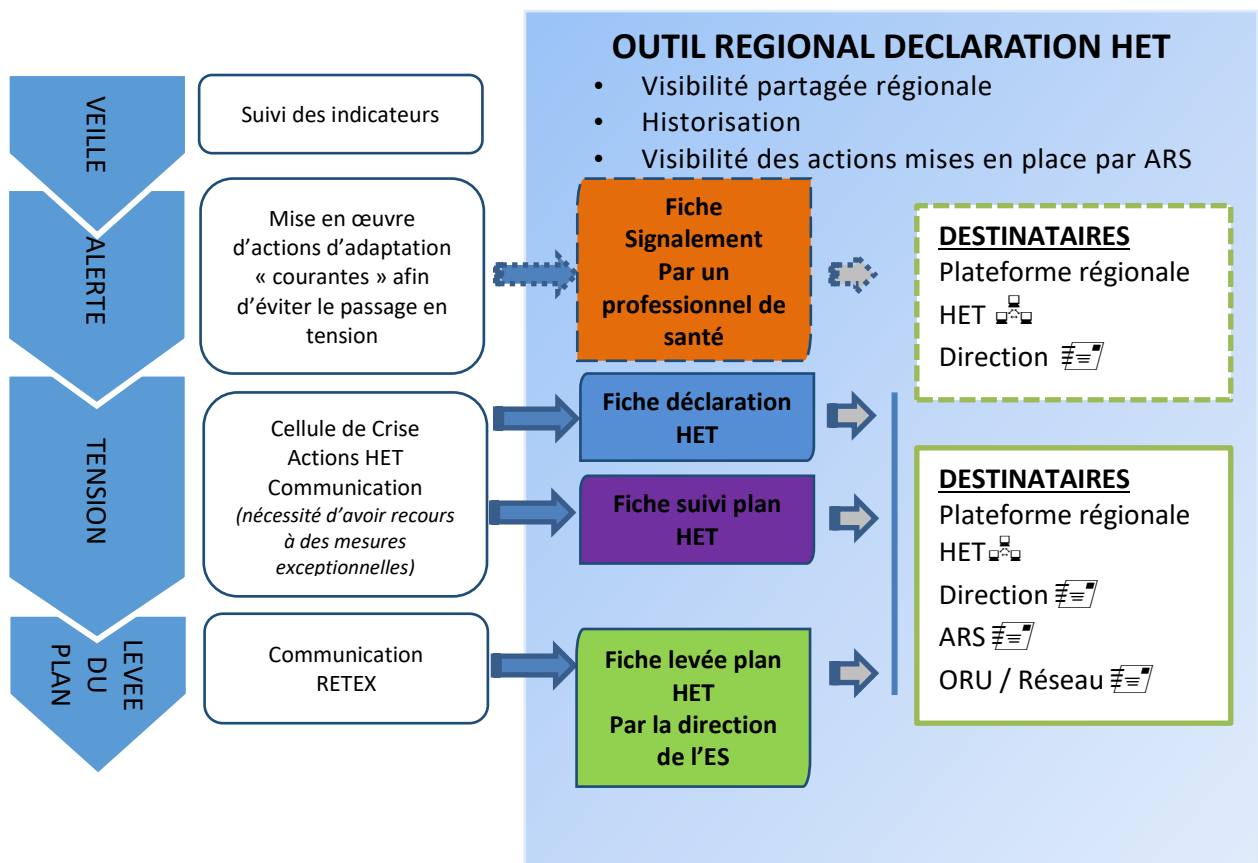 OUTIL REGIONAL DECLARATION HET
• Visibilité partagée régionale
• Historisation
• Visibilité des actions mises en place par ARS
VEILLE
Suivi des indicateurs
ALERTE
Mise en œuvre
d'actions d'adaptation
« courantes » afin
d'éviter le passage en
tension
Fiche
Signalement
Par un
professionnel de
santé
DESTINATAIRES
Plateforme régionale
HET
Direction
TENSION
Cellule de Crise
Actions HET
Communication
(nécessité d'avoir recours
à des mesures
exceptionnelles)
Fiche déclaration
HET
Fiche suivi plan
HET
DESTINATAIRES
Plateforme régionale
HET
Direction
ARS
ORU / Réseau
LEVEE
DU
PLAN
Communication
RETEX
Fiche levée plan
HET
Par la direction
de l'ES